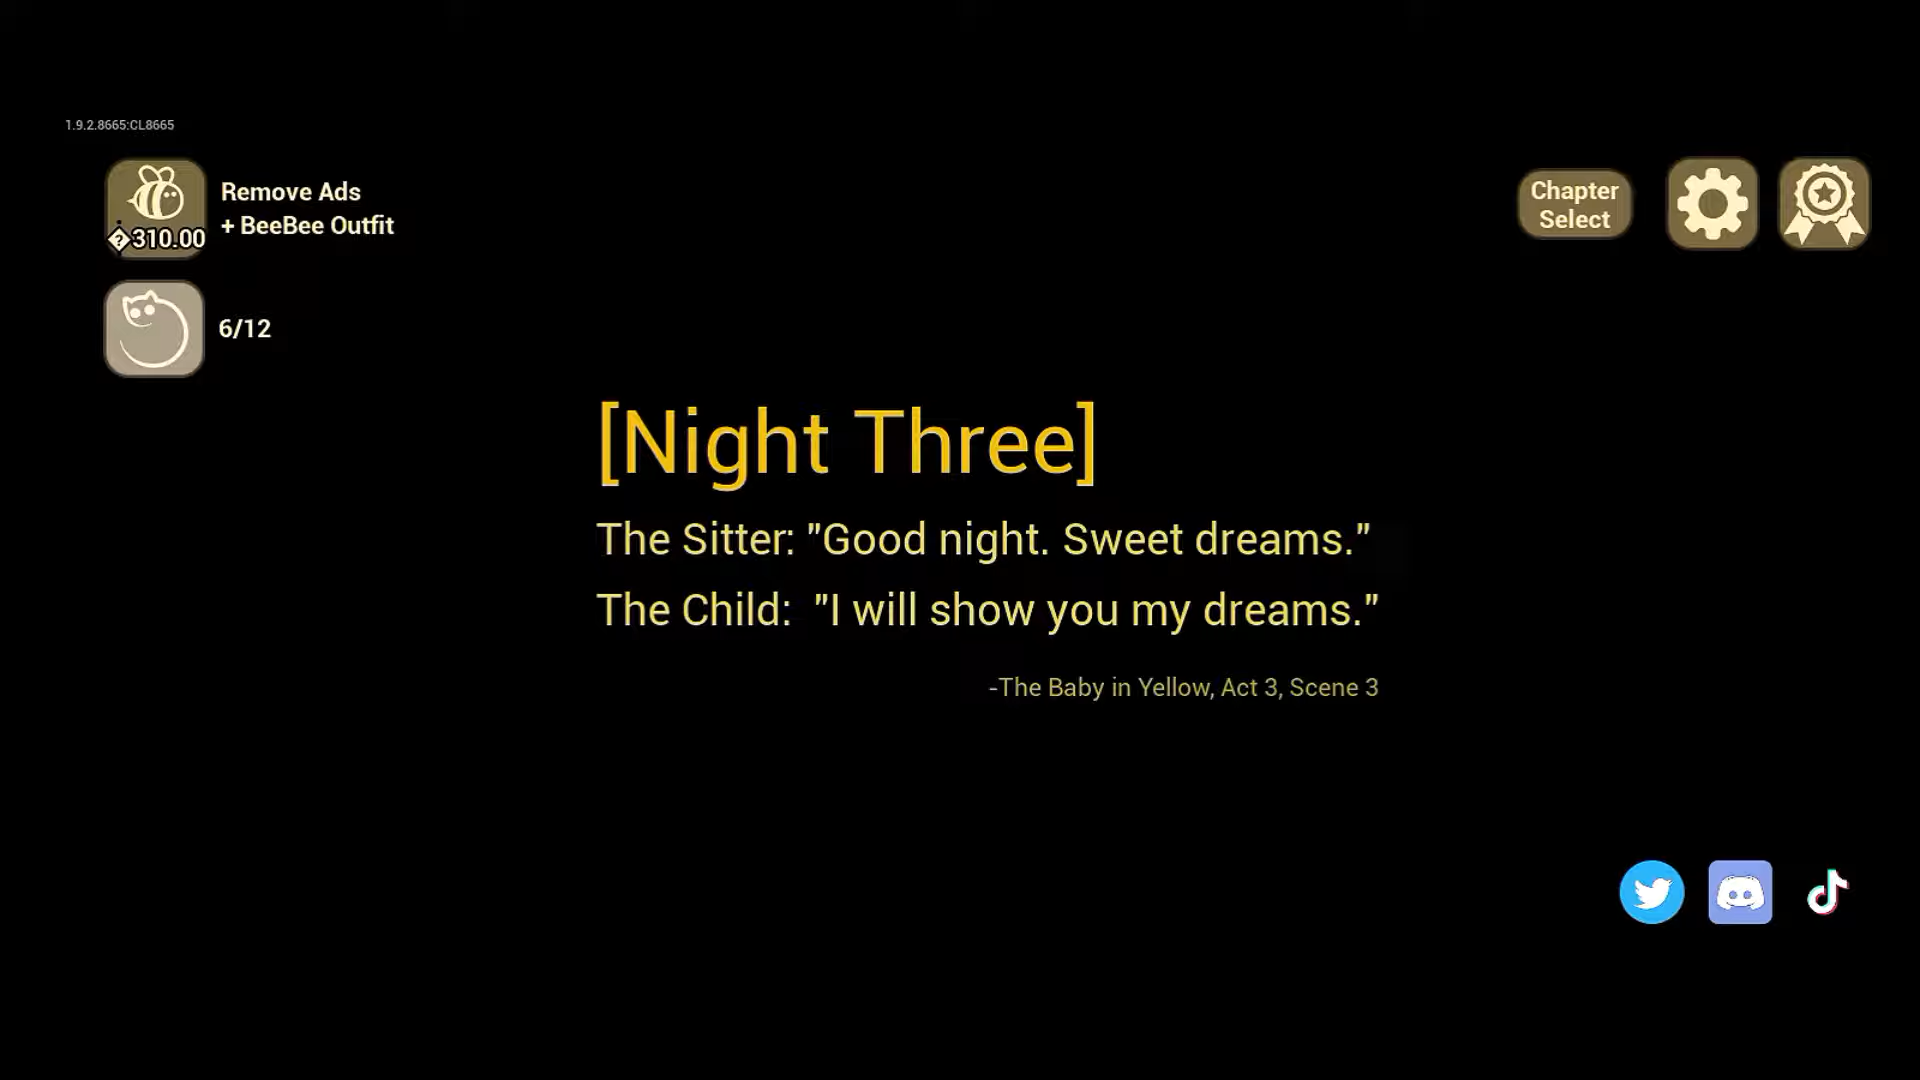 1.9.2.8665:CL8665
Remove Ads
+ BeeBee Outfit
310.00
6/12
Chapter
Select
[Night Three]
The Sitter: "Good night. Sweet dreams."
The Child:  "I will show you my dreams."
-The Baby in Yellow, Act 3, Scene 3